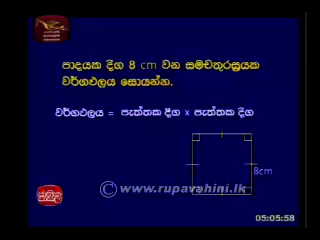 පාදයක දිග 8 cm වන සමචතුරස්‍රයක
වර්ගඵලය සොයන්න.
වර්ගඵලය = පැත්තක දිග x පැත්තක දිග
8cm
© www.rupavahini.lk
05:05:58